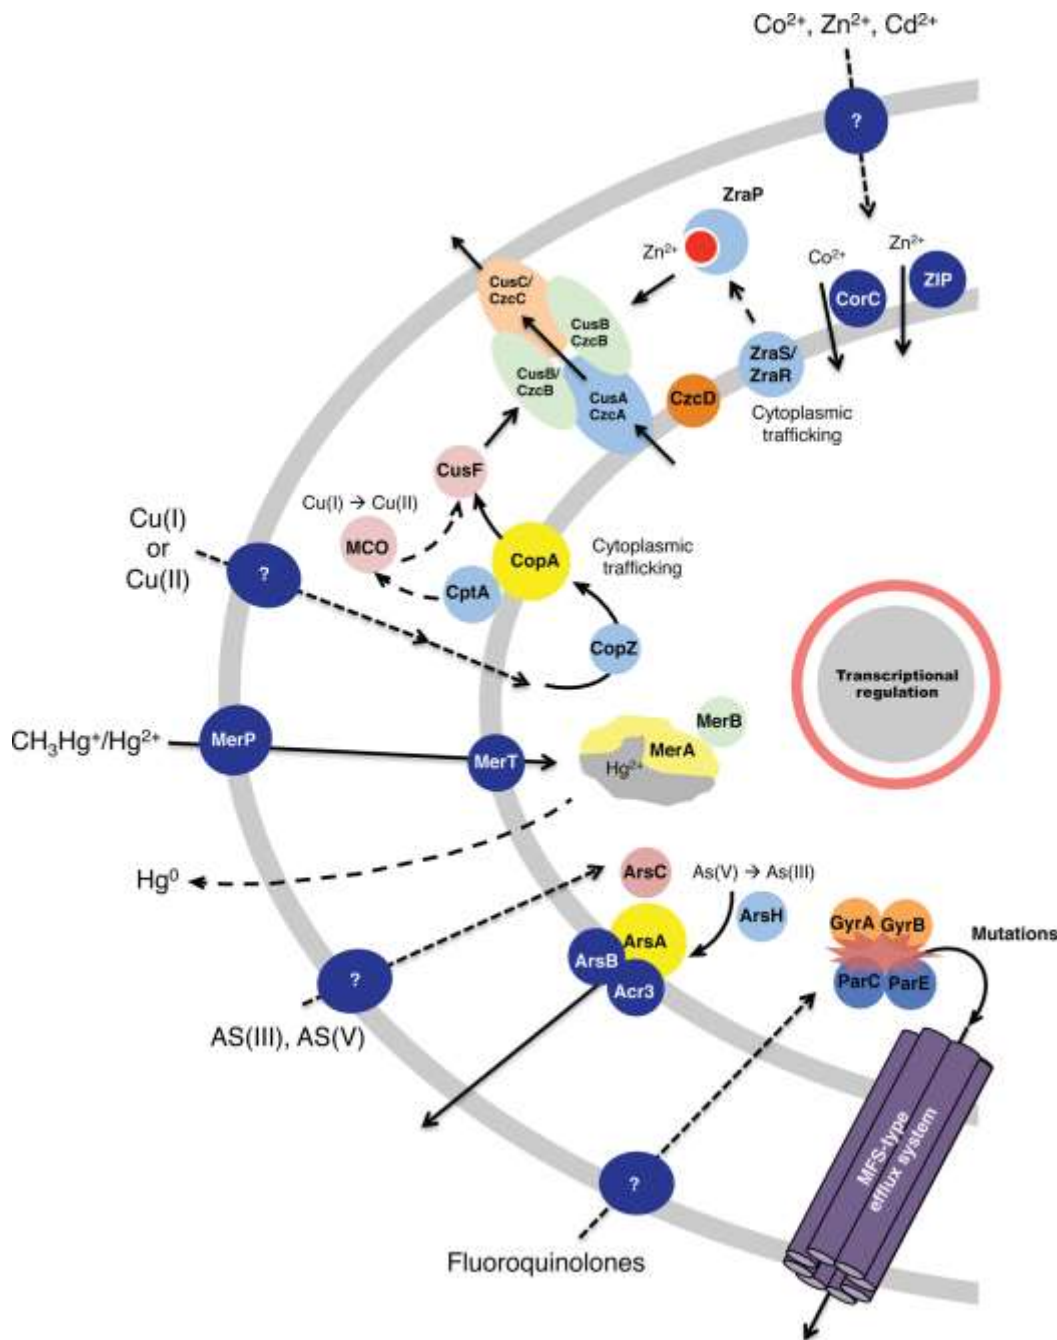 Co²⁺, Zn²⁺, Cd²⁺
?
ZraP
Zn²⁺
Co²⁺
Zn²⁺
CorC
ZIP
CusC/
CzcC
CusB
CzcB
CusB/
CzcB
CusA
CzcA
CzcD
ZraS/
ZraR
Cytoplasmic
trafficking
CusF
Cu(I) → Cu(II)
MCO
CptA
CopA
Cytoplasmic
trafficking
CopZ
Cu(I)
or
Cu(II)
?
Transcriptional
regulation
CH₃Hg⁺/Hg²⁺
MerP
MerT
MerB
MerA
Hg²⁺
Hg⁰
ArsC
As(V) → As(III)
ArsH
ArsA
ArsB
Acr3
?
AS(III), AS(V)
GyrA
GyrB
ParC
ParE
Mutations
MFS-type
efflux system
?
Fluoroquinolones